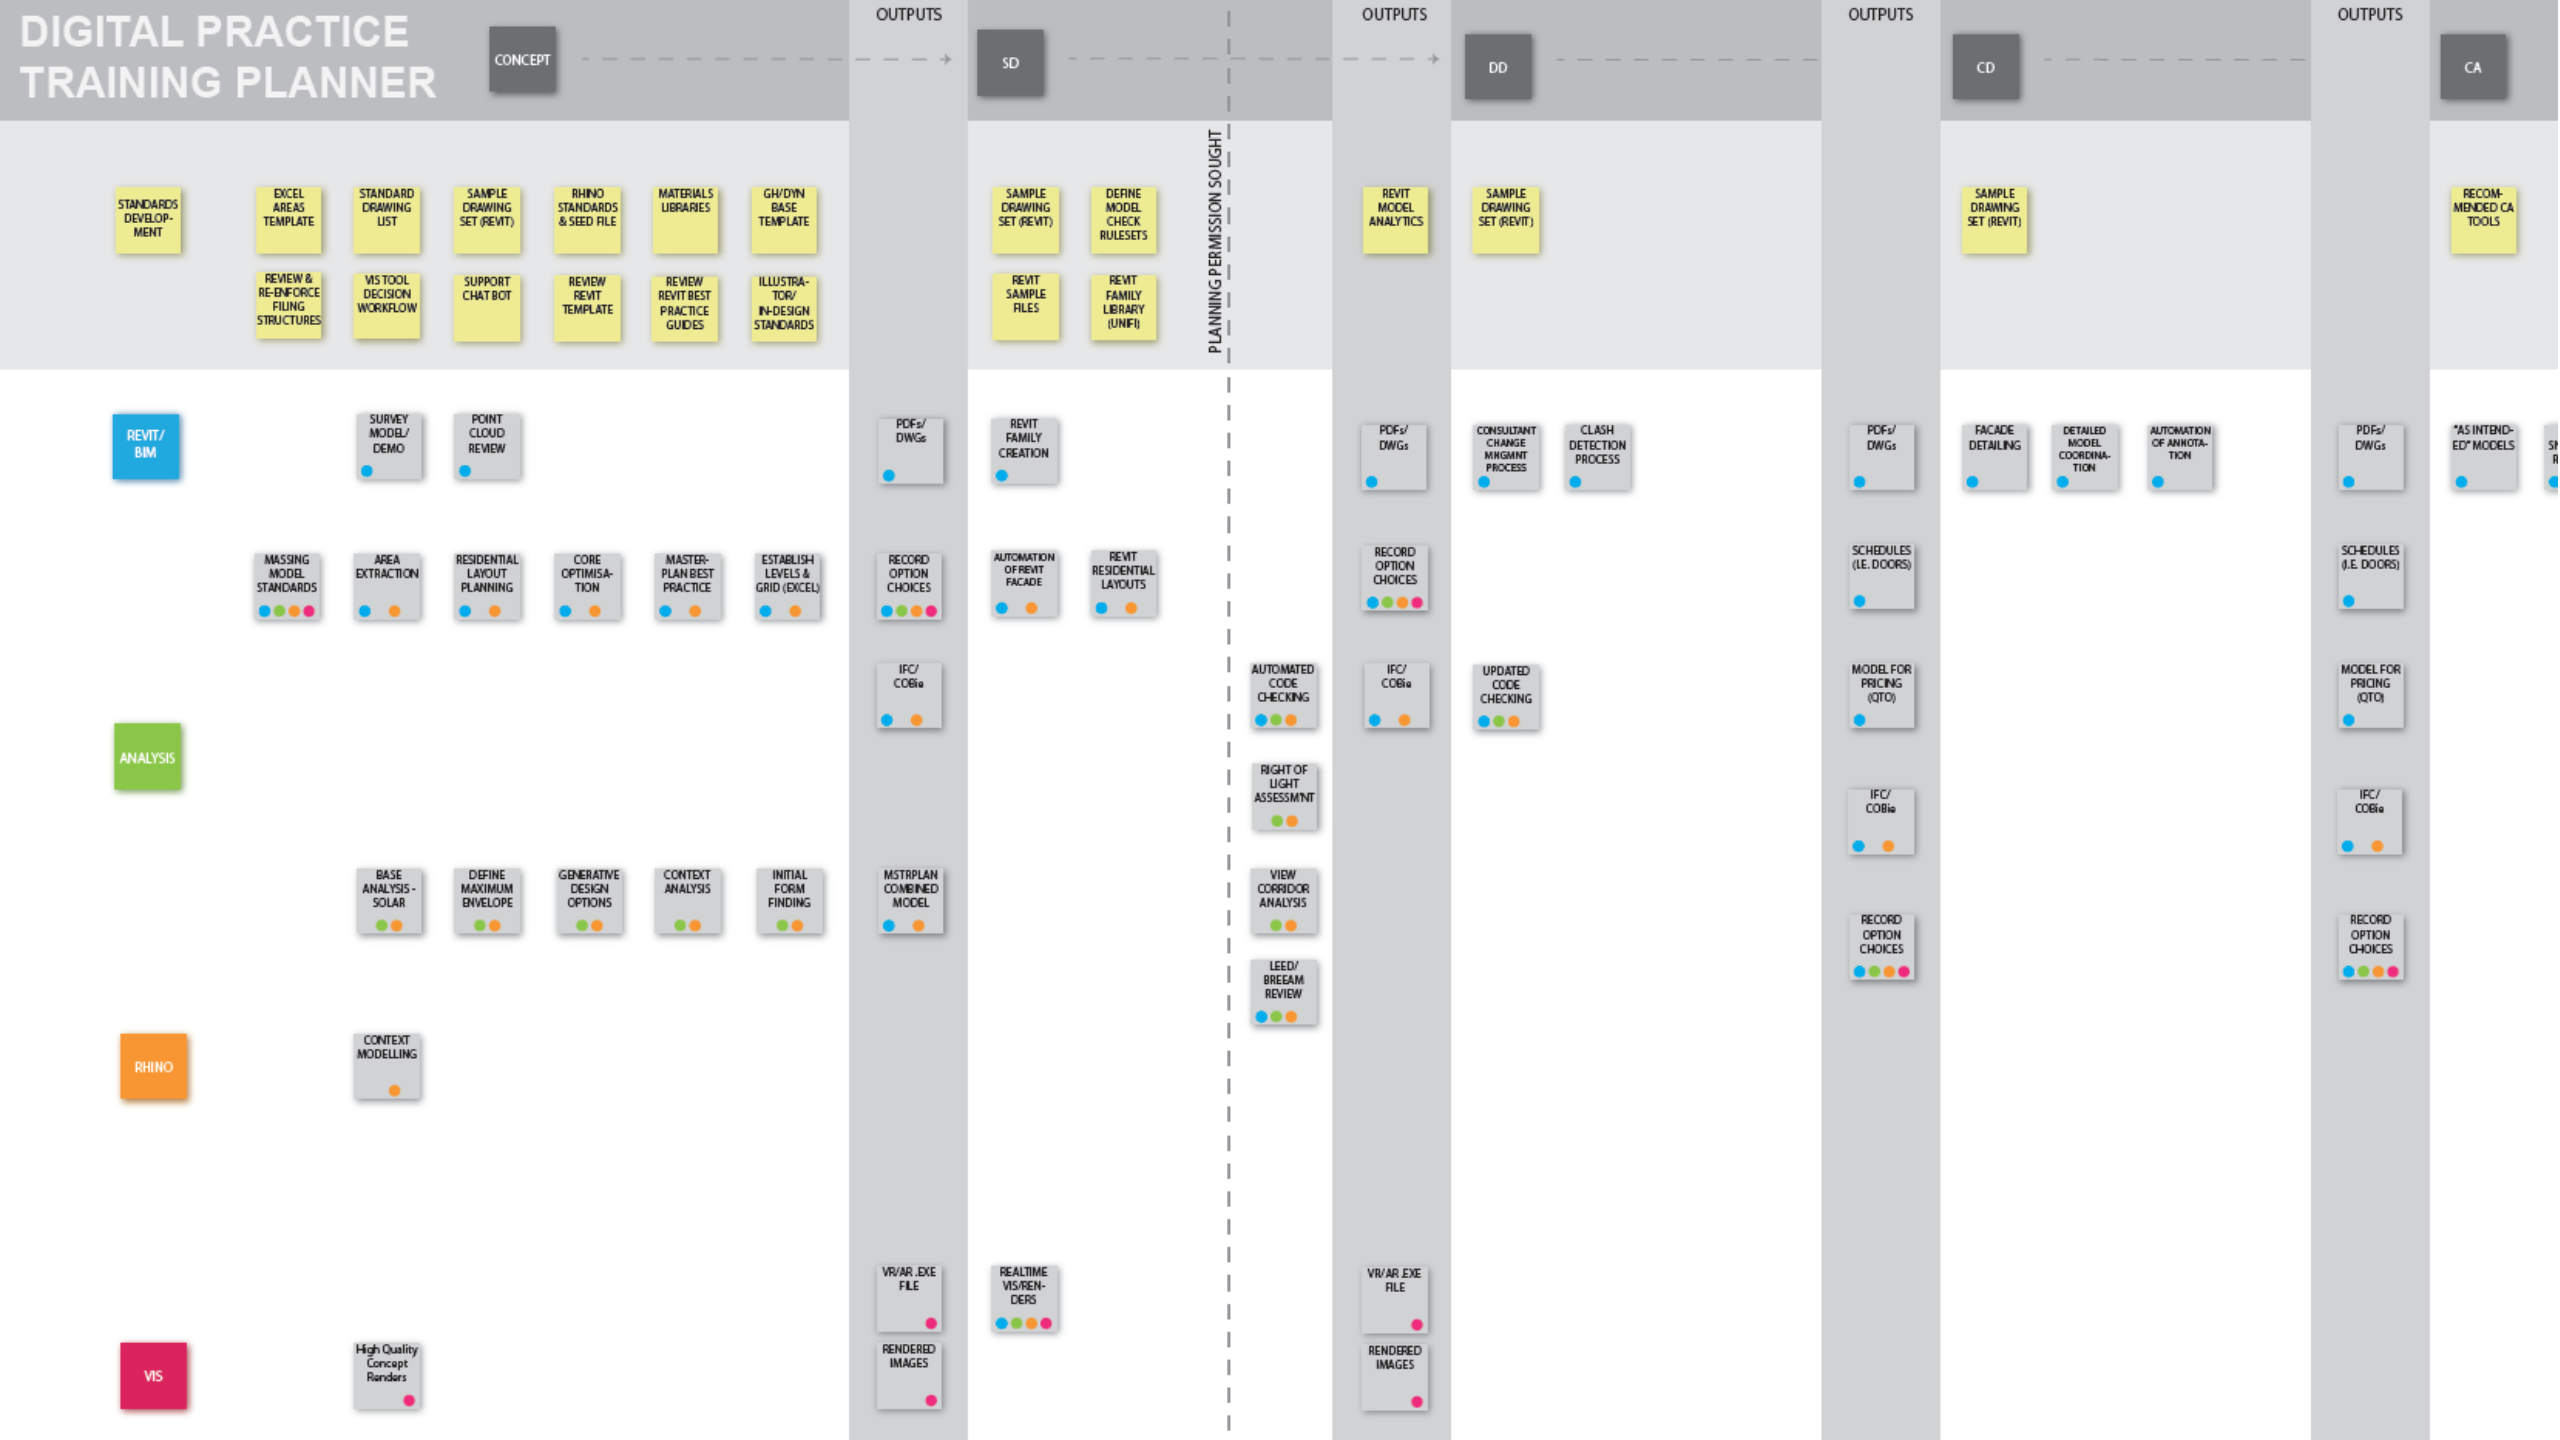 DIGITAL PRACTICE
TRAINING PLANNER
CONCEPT
OUTPUTS
SD
OUTPUTS
DD
OUTPUTS
CD
OUTPUTS
CA
PLANNING PERMISSION SOUGHT
STANDARDS
DEVELOP-
MENT
EXCEL
AREAS
TEMPLATE
STANDARD
DRAWING
LIST
SAMPLE
DRAWING
SET (REVIT)
RHINO
STANDARDS
& SEED FILE
MATERIALS
LIBRARIES
GH/DYN
BASE
TEMPLATE
SAMPLE
DRAWING
SET (REVIT)
DEFINE
MODEL
CHECK
RULESETS
REVIT
MODEL
ANALYTICS
SAMPLE
DRAWING
SET (REVIT)
SAMPLE
DRAWING
SET (REVIT)
RECOM-
MENDED CA
TOOLS
REVIEW &
RE-ENFORCE
FILING
STRUCTURES
VIS TOOL
DECISION
WORKFLOW
SUPPORT
CHAT BOT
REVIEW
REVIT
TEMPLATE
REVIEW
REVIT BEST
PRACTICE
GUIDES
ILLUSTRA-
TOR/
IN-DESIGN
STANDARDS
REVIT
SAMPLE
FILES
REVIT
FAMILY
LIBRARY
(UNIFI)
REVIT/
BIM
SURVEY
MODEL/
DEMO
POINT
CLOUD
REVIEW
PDFs/
DWGs
REVIT
FAMILY
CREATION
PDFs/
DWGs
CONSULTANT
CHANGE
MNGMNT
PROCESS
CLASH
DETECTION
PROCESS
PDFs/
DWGs
FACADE
DETAILING
DETAILED
MODEL
COORDINA-
TION
AUTOMATION
OF ANNOTA-
TION
PDFs/
DWGs
"AS INTEND-
ED" MODELS
MASSING
MODEL
STANDARDS
AREA
EXTRACTION
RESIDENTIAL
LAYOUT
PLANNING
CORE
OPTIMISA-
TION
MASTER-
PLAN BEST
PRACTICE
ESTABLISH
LEVELS &
GRID (EXCEL)
RECORD
OPTION
CHOICES
AUTOMATION
OF REVIT
FACADE
REVIT
RESIDENTIAL
LAYOUTS
RECORD
OPTION
CHOICES
SCHEDULES
(I.E. DOORS)
SCHEDULES
(I.E. DOORS)
IFC/
COBie
AUTOMATED
CODE
CHECKING
IFC/
COBie
UPDATED
CODE
CHECKING
MODEL FOR
PRICING
(QTO)
MODEL FOR
PRICING
(QTO)
ANALYSIS
RIGHT OF
LIGHT
ASSESSM'NT
IFC/
COBie
IFC/
COBie
BASE
ANALYSIS -
SOLAR
DEFINE
MAXIMUM
ENVELOPE
GENERATIVE
DESIGN
OPTIONS
CONTEXT
ANALYSIS
INITIAL
FORM
FINDING
MSTRPLAN
COMBINED
MODEL
VIEW
CORRIDOR
ANALYSIS
RECORD
OPTION
CHOICES
RECORD
OPTION
CHOICES
LEED/
BREEAM
REVIEW
RHINO
CONTEXT
MODELLING
VR/AR .EXE
FILE
REALTIME
VIS/REN-
DERS
VR/AR .EXE
FILE
VIS
High Quality
Concept
Renders
RENDERED
IMAGES
RENDERED
IMAGES